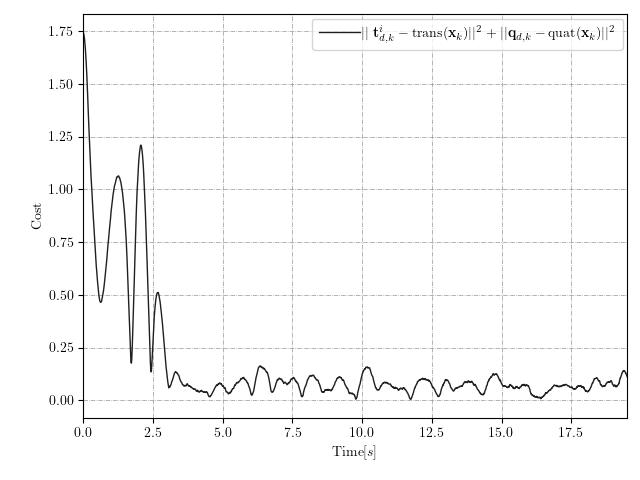 || t^i_{d,k} − trans(x_k)||² + ||q_{d,k} − quat(x_k)||²
1.75
1.50
1.25
1.00
0.75
0.50
0.25
0.00
Cost
0.0 2.5 5.0 7.5 10.0 12.5 15.0 17.5
Time[s]